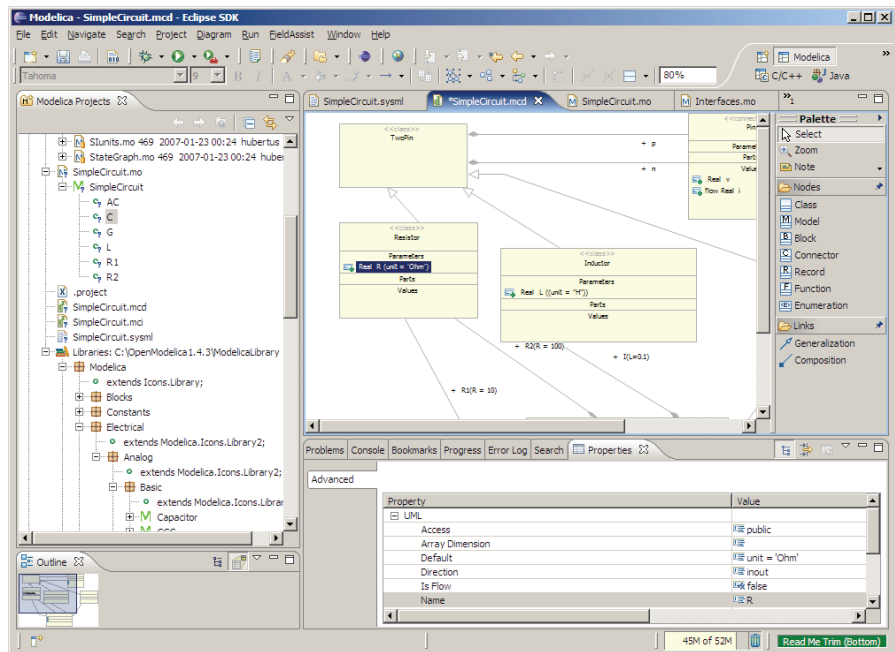 Modelica - SimpleCircuit.mcd - Eclipse SDK
File Edit Navigate Search Project Diagram Run FieldAssist Window Help
Modelica
»
Tahoma
9
B I A
80%
C/C++
Java
Modelica Projects
SIunits.mo 469 2007-01-23 00:24 hubertus
StateGraph.mo 469 2007-01-23 00:24 huber
SimpleCircuit.mo
SimpleCircuit
AC
C
G
L
R1
R2
.project
SimpleCircuit.mcd
SimpleCircuit.mci
SimpleCircuit.sysml
Libraries: C:\OpenModelica1.4.3\ModelicaLibrary
Modelica
extends Icons.Library;
Blocks
Constants
Electrical
extends Modelica.Icons.Library2;
Analog
extends Modelica.Icons.Library2;
Basic
extends Modelica.Icons.Librar
Capacitor
Outline
SimpleCircuit.sysml
*SimpleCircuit.mcd
SimpleCircuit.mo
Interfaces.mo
»1
<<class>>
TwoPin
+ p
+ n
<<connect
Pin
Paramet
Parts
Value
Real v
flow Real i
<<class>>
Resistor
Parameters
Real R (unit = 'Ohm')
Parts
Values
<<class>>
Inductor
Parameters
Real L ((unit = "H"))
Parts
Values
+ R2(R = 100)
+ I(L=0.1)
+ R1(R = 10)
Palette
Select
Zoom
Note
Nodes
Class
Model
Block
Connector
Record
Function
Enumeration
Links
Generalization
Composition
Problems Console Bookmarks Progress Error Log Search Properties
Advanced
Property Value
UML
Access public
Array Dimension
Default unit = 'Ohm'
Direction inout
Is Flow false
Name R
45M of 52M
Read Me Trim (Bottom)